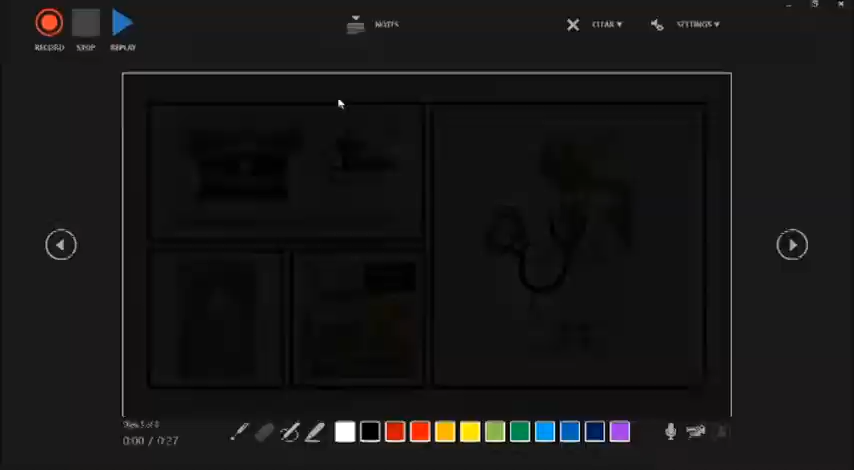 NOTES
CLEAR ▼
SETTINGS ▼
RECORD
STOP
REPLAY
0:00 / 0:27